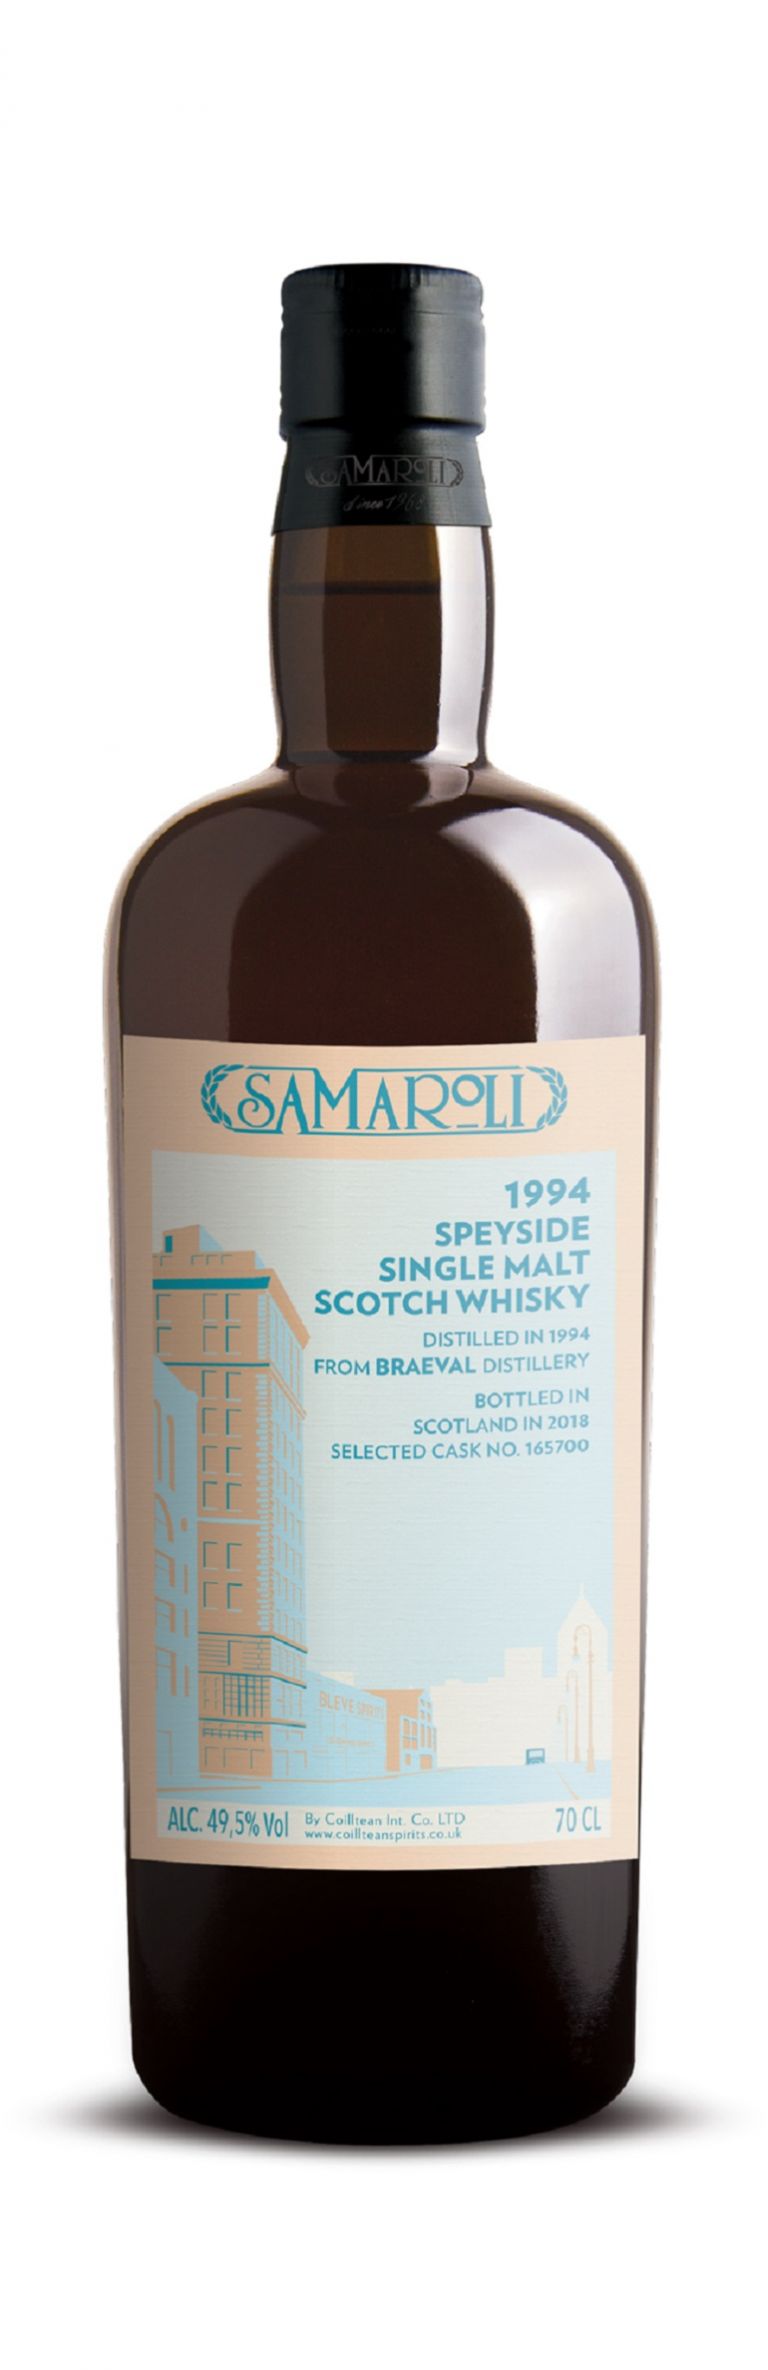 SAMAROLI
Since 1968
SAMAROLI
1994
SPEYSIDE
SINGLE MALT
SCOTCH WHISKY
DISTILLED IN 1994
FROM BRAEVAL DISTILLERY
BOTTLED IN
SCOTLAND IN 2018
SELECTED CASK NO. 165700
BLEVE SPIRITS
ALC. 49,5% Vol
By Coilltean Int. Co. LTD
www.coillteanspirits.co.uk
70 CL